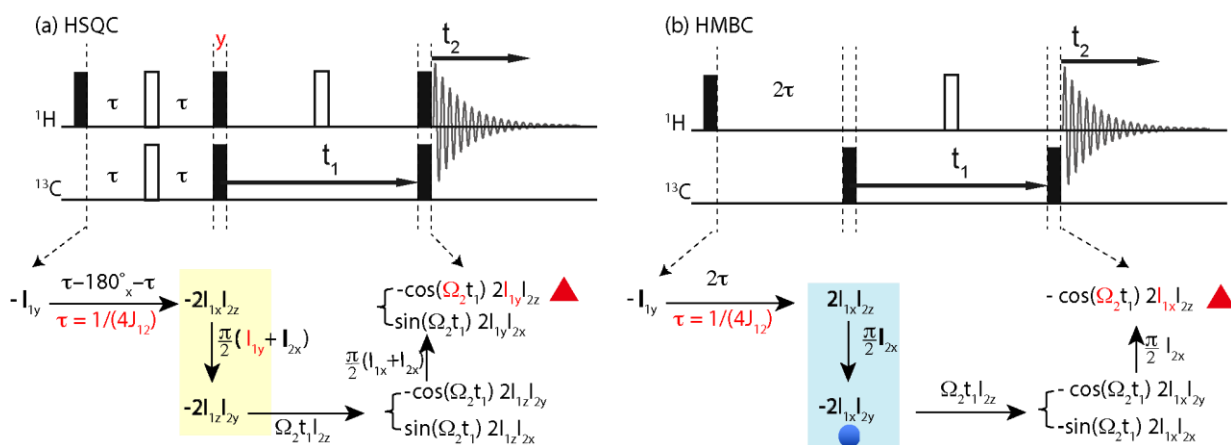 (a) HSQC
y
t₂
¹H
τ
τ
¹³C
τ
τ
t₁
-I₁y
τ–180°ₓ–τ
τ = 1/(4J₁₂)
-2I₁ₓI₂z
π/2(I₁y + I₂ₓ)
-2I₁zI₂y
Ω₂t₁I₂z
-cos(Ω₂t₁) 2I₁zI₂y
sin(Ω₂t₁) 2I₁zI₂ₓ
π/2(I₁ₓ+I₂ₓ)
-cos(Ω₂t₁) 2I₁yI₂z
sin(Ω₂t₁) 2I₁yI₂ₓ
(b) HMBC
t₂
¹H
2τ
¹³C
t₁
-I₁y
2τ
τ = 1/(4J₁₂)
2I₁ₓI₂z
π/2 I₂ₓ
-2I₁ₓI₂y
Ω₂t₁I₂z
- cos(Ω₂t₁) 2I₁ₓI₂y
-sin(Ω₂t₁) 2I₁ₓI₂ₓ
π/2 I₂ₓ
- cos(Ω₂t₁) 2I₁ₓI₂z